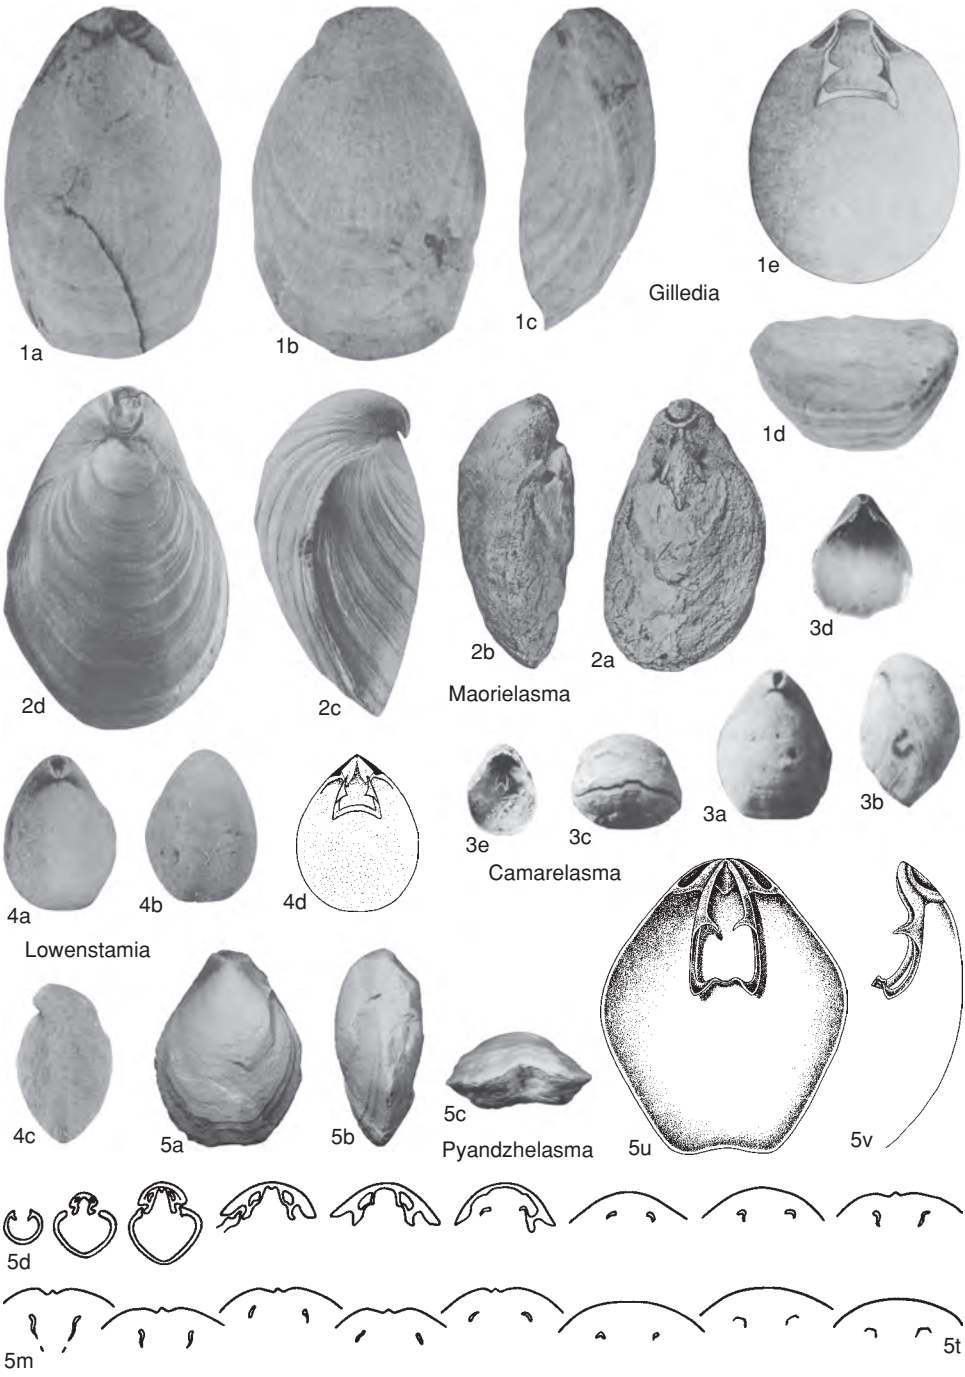 1a
1b
1c
Gilledia
1e
1d
2d
2c
2b
2a
Maorielasma
3d
3e
3c
3a
3b
Camarelasma
4a
4b
4d
Lowenstamia
4c
5a
5b
5c
Pyandzhelasma
5u
5v
5d
5m
5t